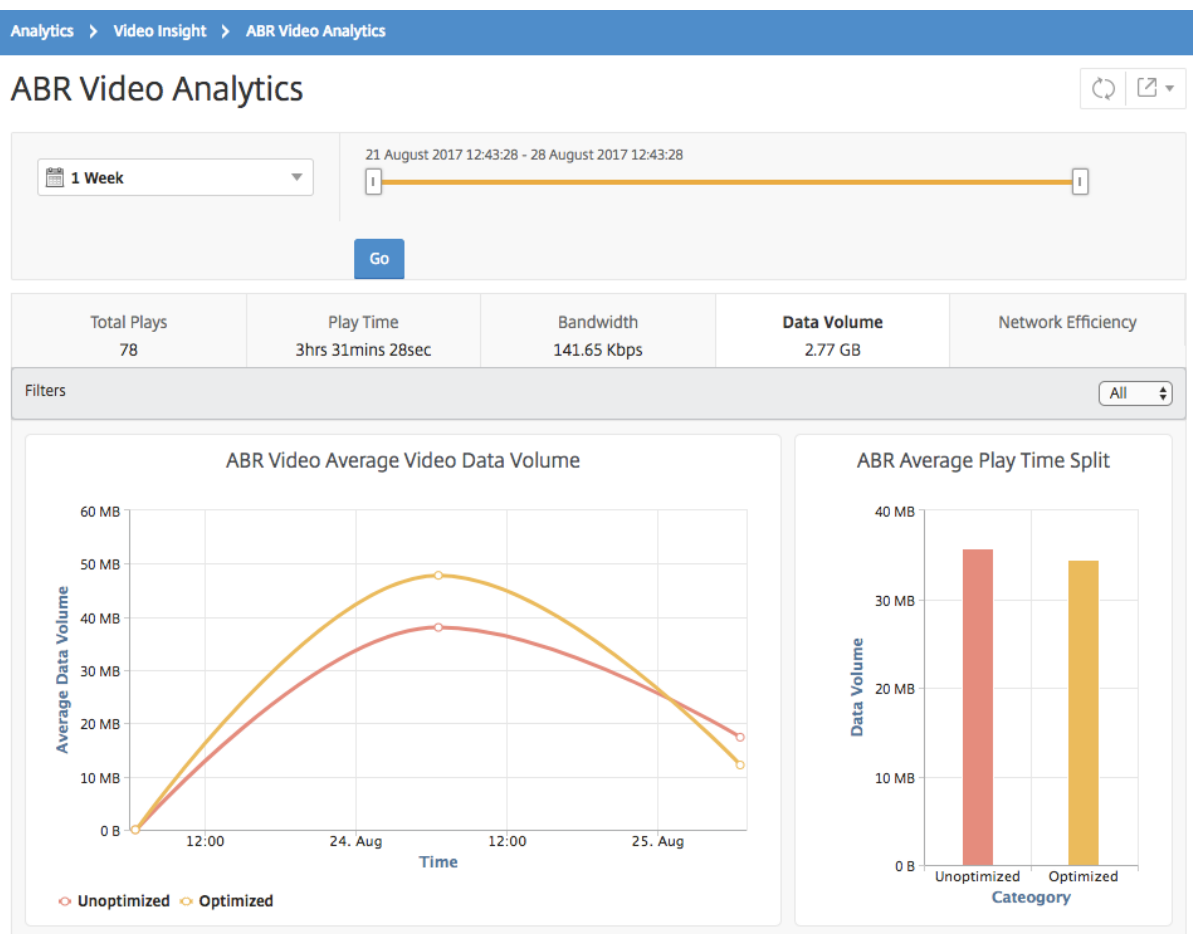 Analytics > Video Insight > ABR Video Analytics
ABR Video Analytics
1 Week
21 August 2017 12:43:28 - 28 August 2017 12:43:28
Go
Total Plays
78
Play Time
3hrs 31mins 28sec
Bandwidth
141.65 Kbps
Data Volume
2.77 GB
Network Efficiency
Filters
All
ABR Video Average Video Data Volume
60 MB
50 MB
40 MB
30 MB
20 MB
10 MB
0 B
Average Data Volume
12:00
24. Aug
12:00
25. Aug
Time
Unoptimized
Optimized
ABR Average Play Time Split
40 MB
30 MB
20 MB
10 MB
0 B
Data Volume
Unoptimized
Optimized
Cateogory